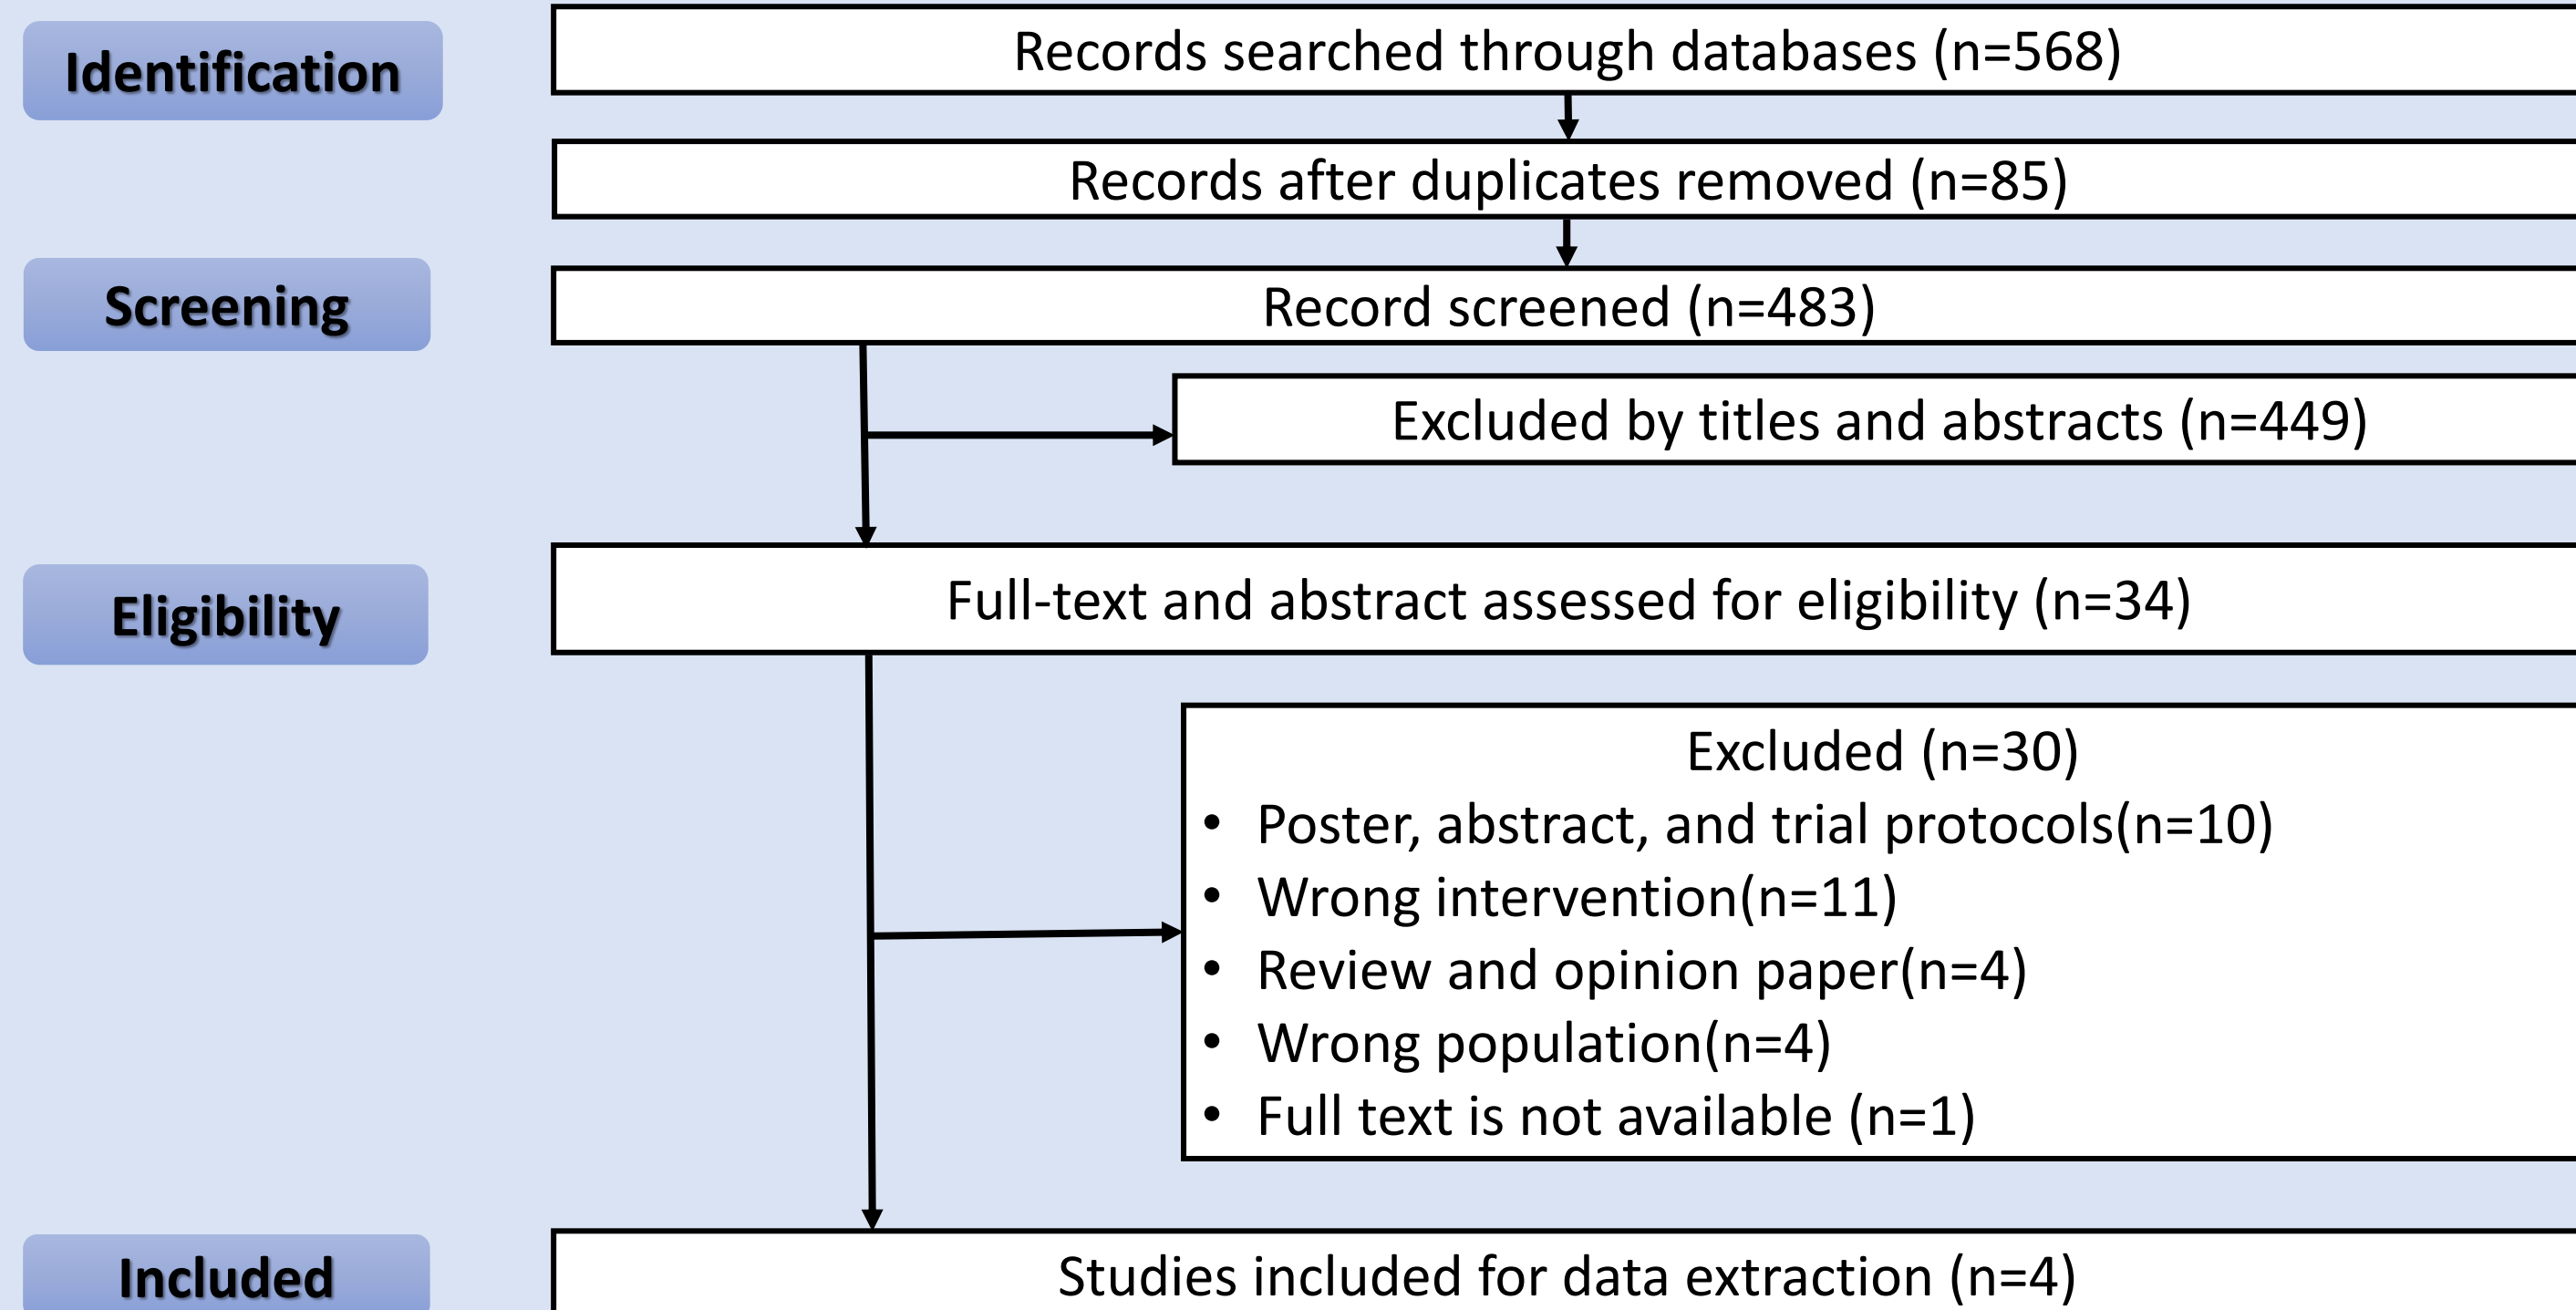 Identification
Records searched through databases (n=568)
Records after duplicates removed (n=85)
Screening
Record screened (n=483)
Excluded by titles and abstracts (n=449)
Eligibility
Full-text and abstract assessed for eligibility (n=34)
Excluded (n=30)
• Poster, abstract, and trial protocols(n=10)
• Wrong intervention(n=11)
• Review and opinion paper(n=4)
• Wrong population(n=4)
• Full text is not available (n=1)
Included
Studies included for data extraction (n=4)